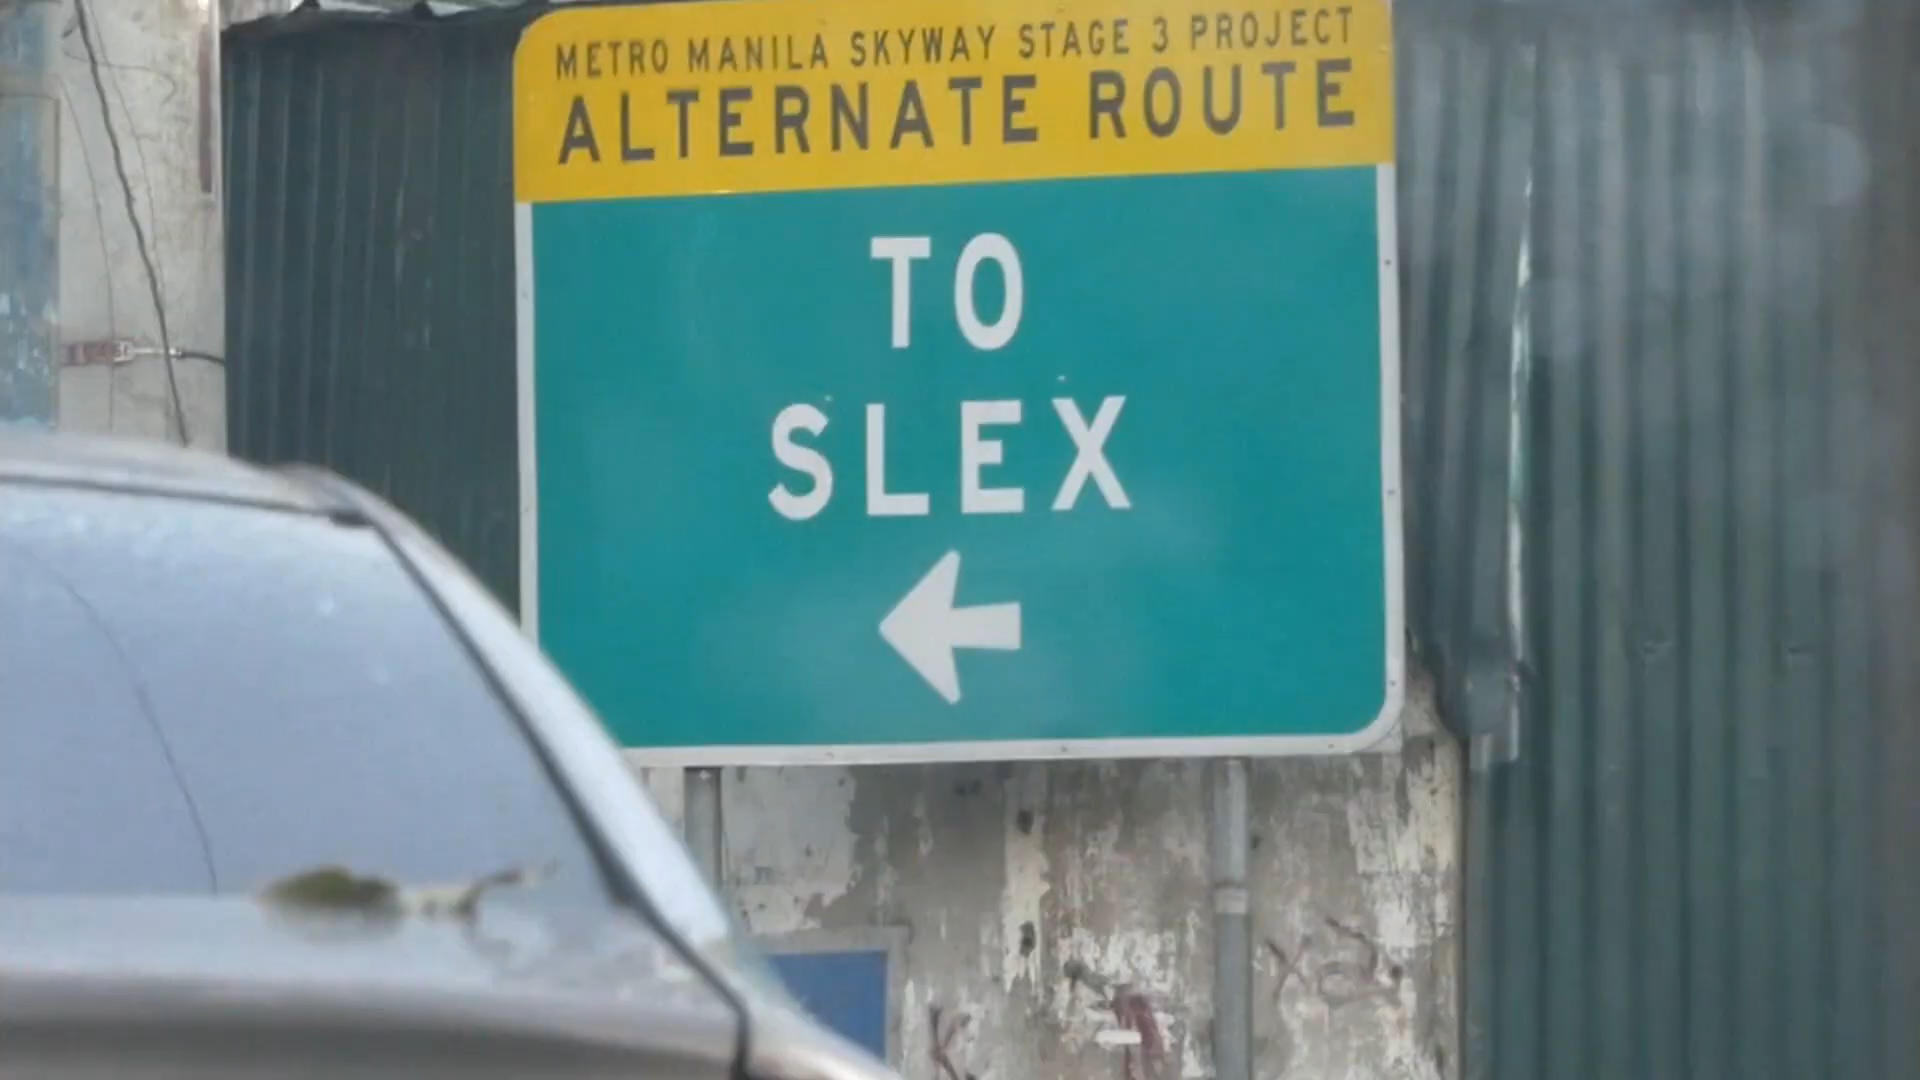 METRO MANILA SKYWAY STAGE 3 PROJECT
ALTERNATE ROUTE
TO
SLEX